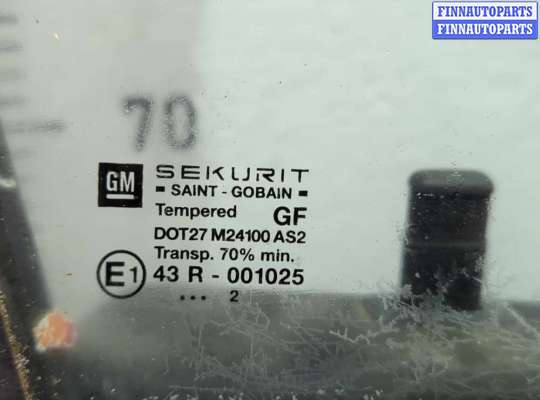 FINNAUTOPARTS
FINNAUTOPARTS
70
GM
SEKURIT
SAINT - GOBAIN
Tempered GF
DOT27 M24100 AS2
Transp. 70% min.
E1 43 R - 001025
... 2